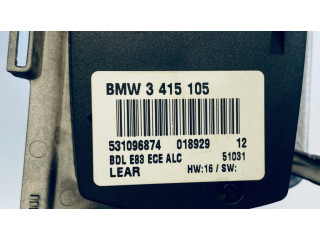 BMW 3 415 105
531096874 018929 12
BDL E83 ECE ALC 51031
LEAR HW:16 / SW: